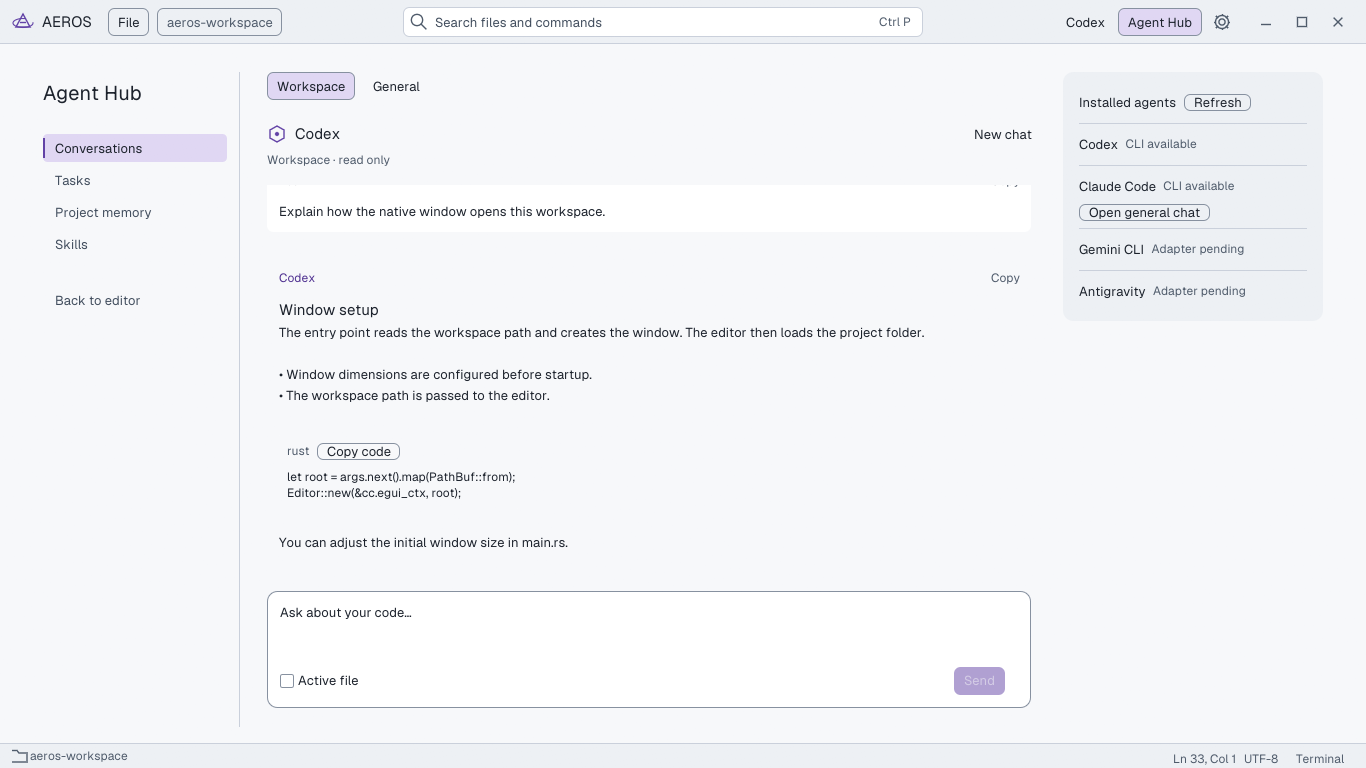 AEROS
File
aeros-workspace
Search files and commands
Ctrl P
Codex
Agent Hub
Agent Hub
Conversations
Tasks
Project memory
Skills
Back to editor
Workspace
General
Codex
New chat
Workspace · read only
Explain how the native window opens this workspace.
Codex
Copy
Window setup
The entry point reads the workspace path and creates the window. The editor then loads the project folder.
• Window dimensions are configured before startup.
• The workspace path is passed to the editor.
rust
Copy code
let root = args.next().map(PathBuf::from);
Editor::new(&cc.egui_ctx, root);
You can adjust the initial window size in main.rs.
Ask about your code…
Active file
Send
Installed agents
Refresh
Codex CLI available
Claude Code CLI available
Open general chat
Gemini CLI Adapter pending
Antigravity Adapter pending
aeros-workspace
Ln 33, Col 1 UTF-8 Terminal